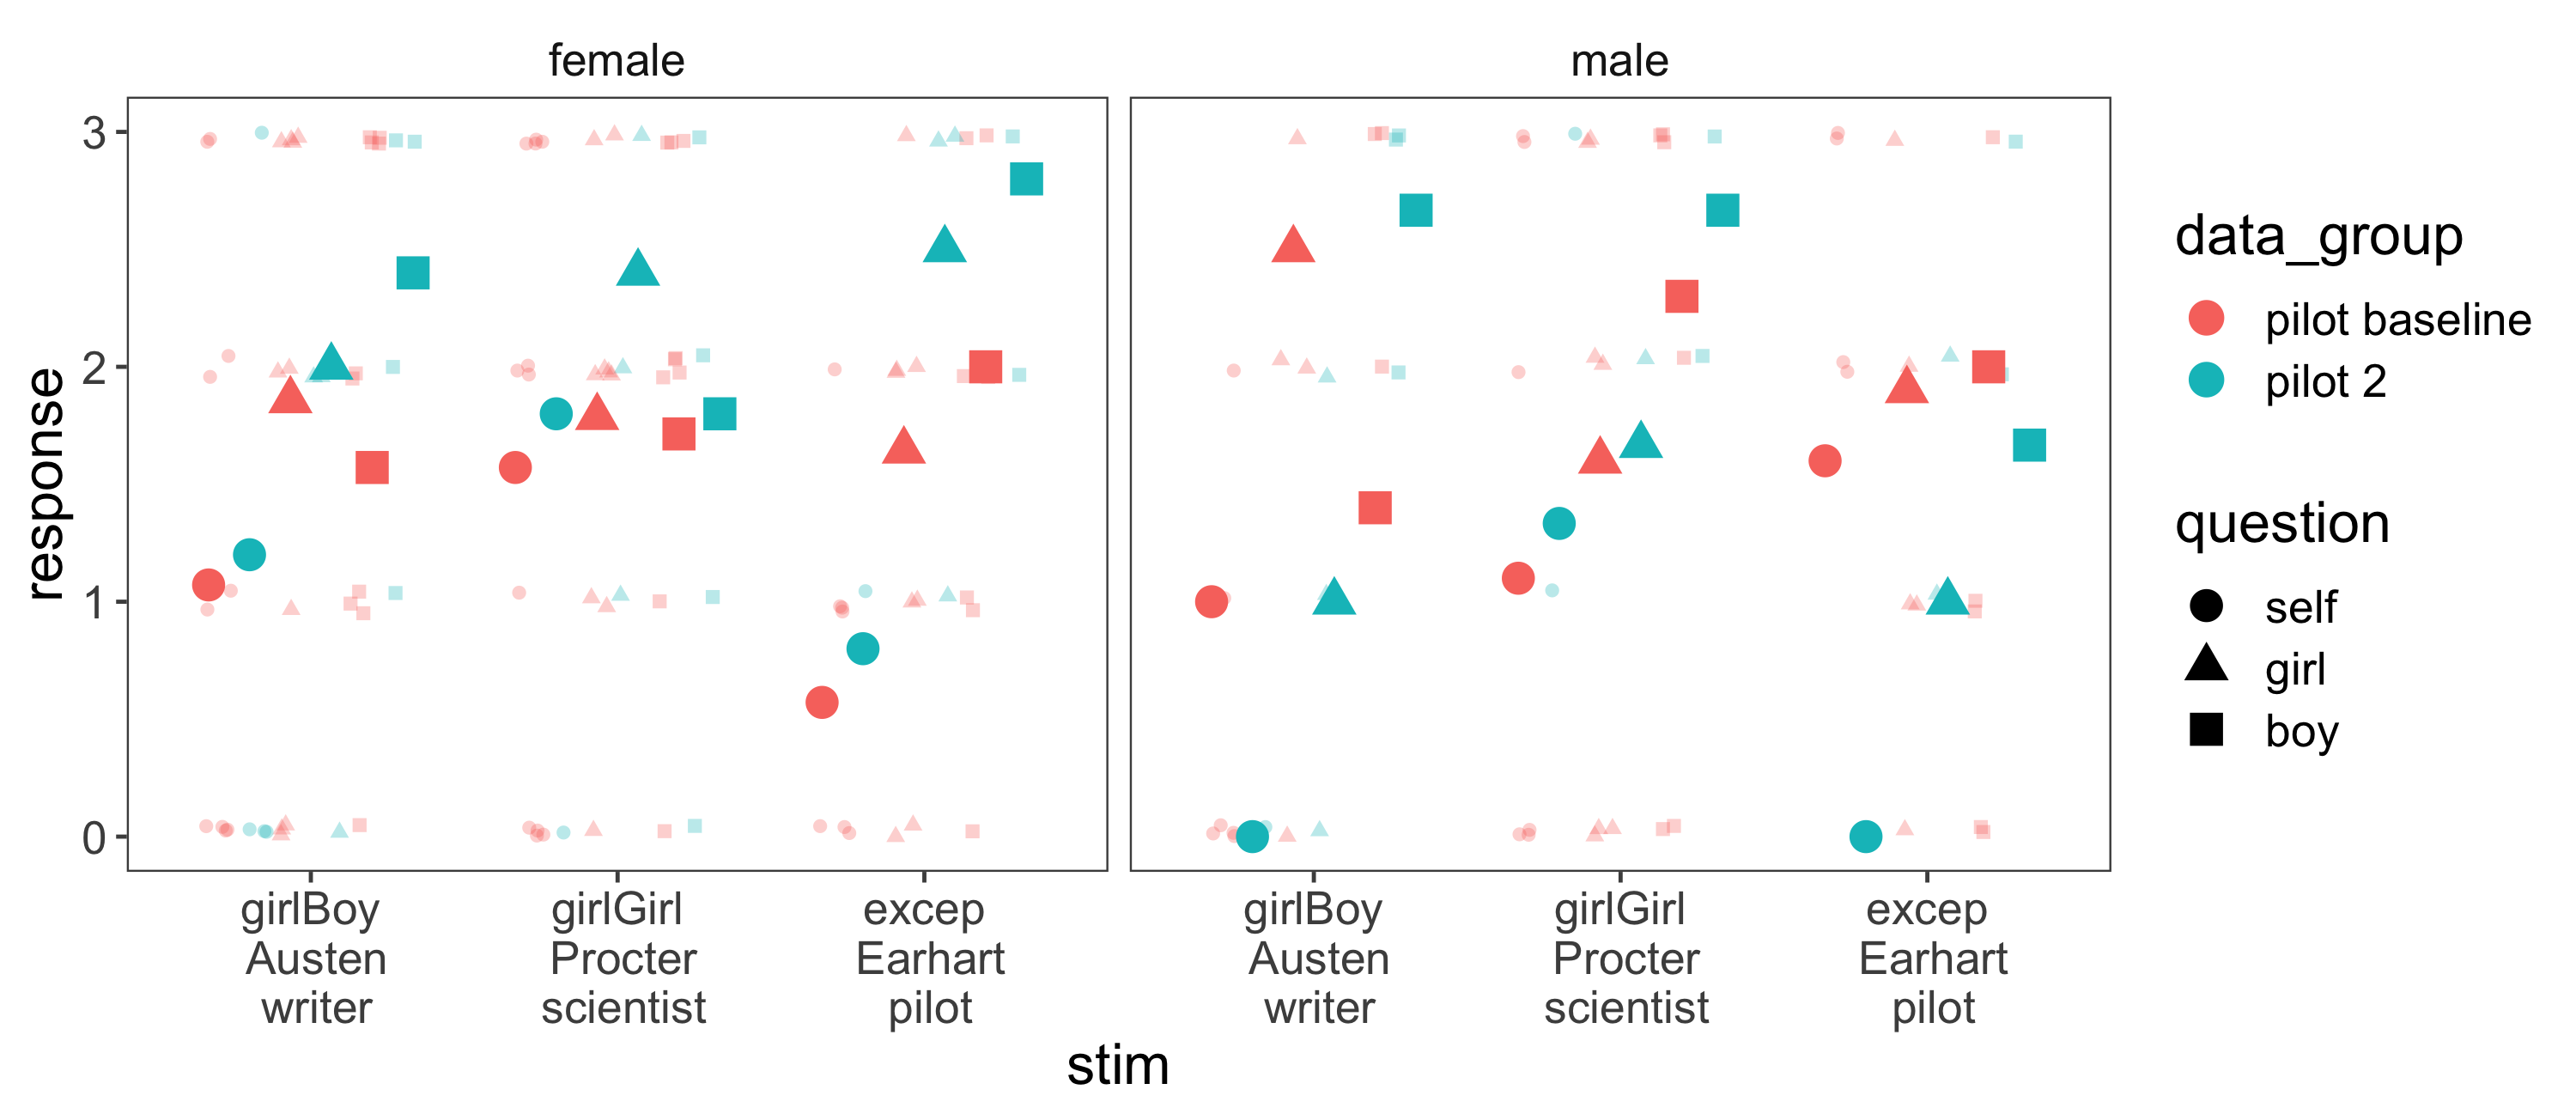 female
male
3
2
1
0
response
girlBoy
Austen
writer
girlGirl
Procter
scientist
excep
Earhart
pilot
girlBoy
Austen
writer
girlGirl
Procter
scientist
excep
Earhart
pilot
stim
data_group
pilot baseline
pilot 2
question
self
girl
boy